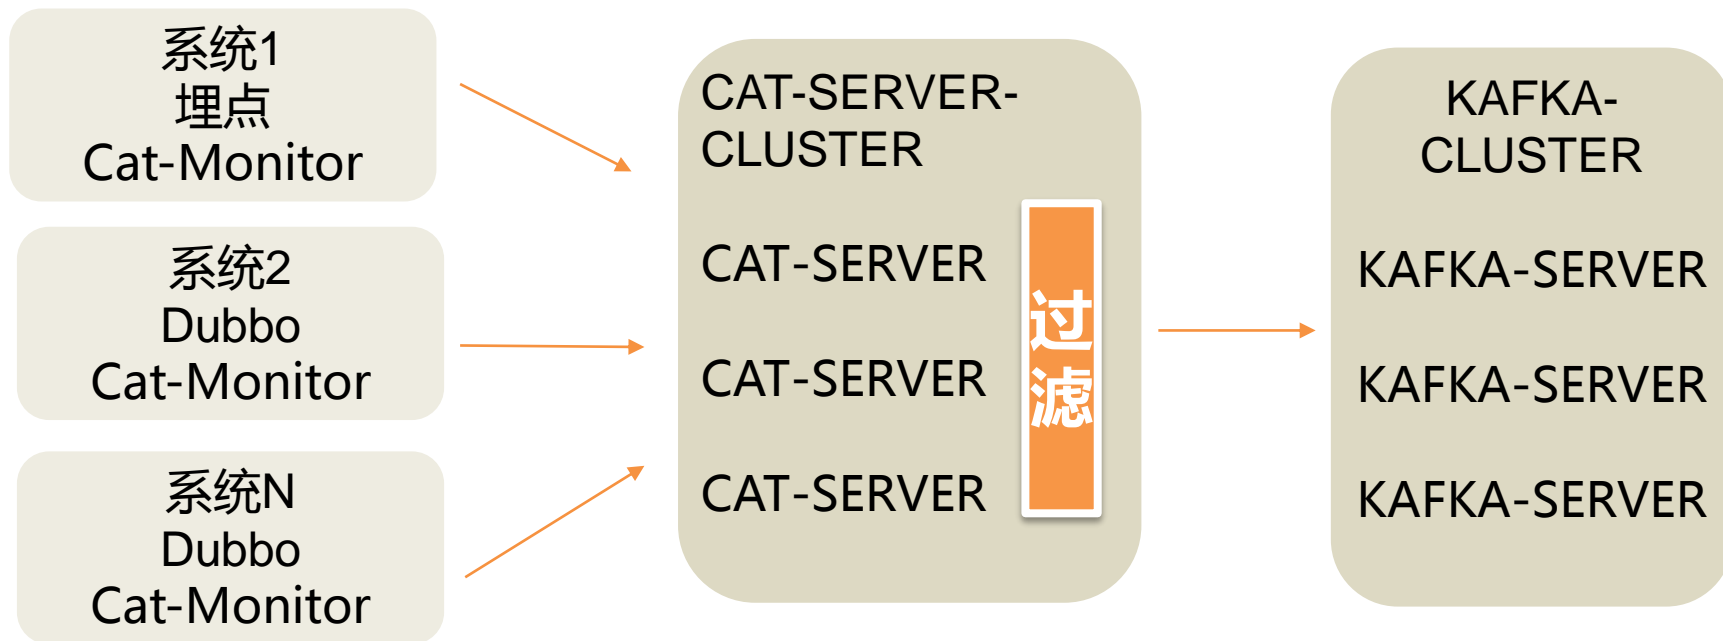 系统1
埋点
Cat-Monitor
系统2
Dubbo
Cat-Monitor
系统N
Dubbo
Cat-Monitor
CAT-SERVER-
CLUSTER
CAT-SERVER
CAT-SERVER
CAT-SERVER
过
滤
KAFKA-
CLUSTER
KAFKA-SERVER
KAFKA-SERVER
KAFKA-SERVER